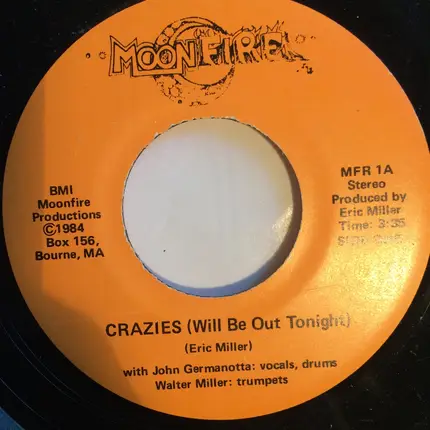 MOONFIRE
BMI
Moonfire
Productions
©1984
Box 156,
Bourne, MA
MFR 1A
Stereo
Produced by
Eric Miller
Time: 3:35
CRAZIES (Will Be Out Tonight)
(Eric Miller)
with John Germanotta: vocals, drums
Walter Miller: trumpets